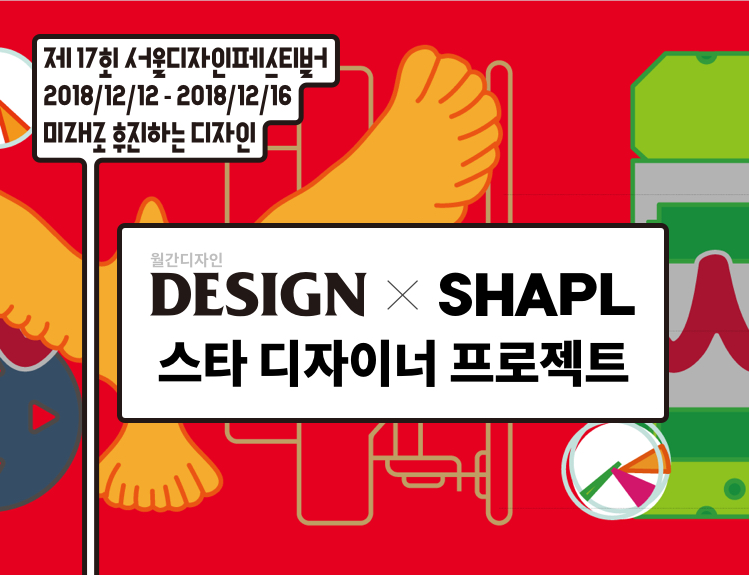 제 17회 서울디자인페스티벌
2018/12/12 - 2018/12/16
미래로 후진하는 디자인
월간디자인
DESIGN × SHAPL
스타 디자이너 프로젝트